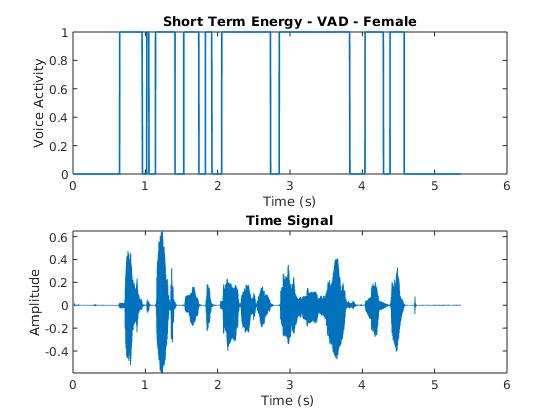 Short Term Energy - VAD - Female
1
0.8
0.6
0.4
0.2
0
Voice Activity
0 1 2 3 4 5 6
Time (s)
Time Signal
0.6
0.4
0.2
0
-0.2
-0.4
Amplitude
0 1 2 3 4 5 6
Time (s)